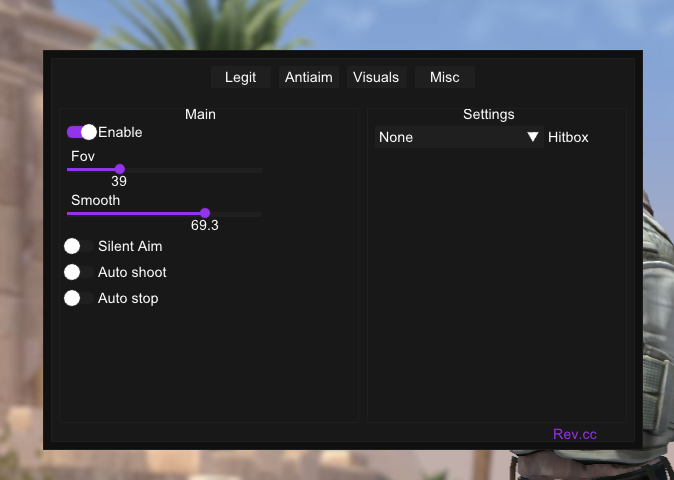 Legit Antiaim Visuals Misc
Main
Enable
Fov
39
Smooth
69.3
Silent Aim
Auto shoot
Auto stop
Settings
None Hitbox
Rev.cc